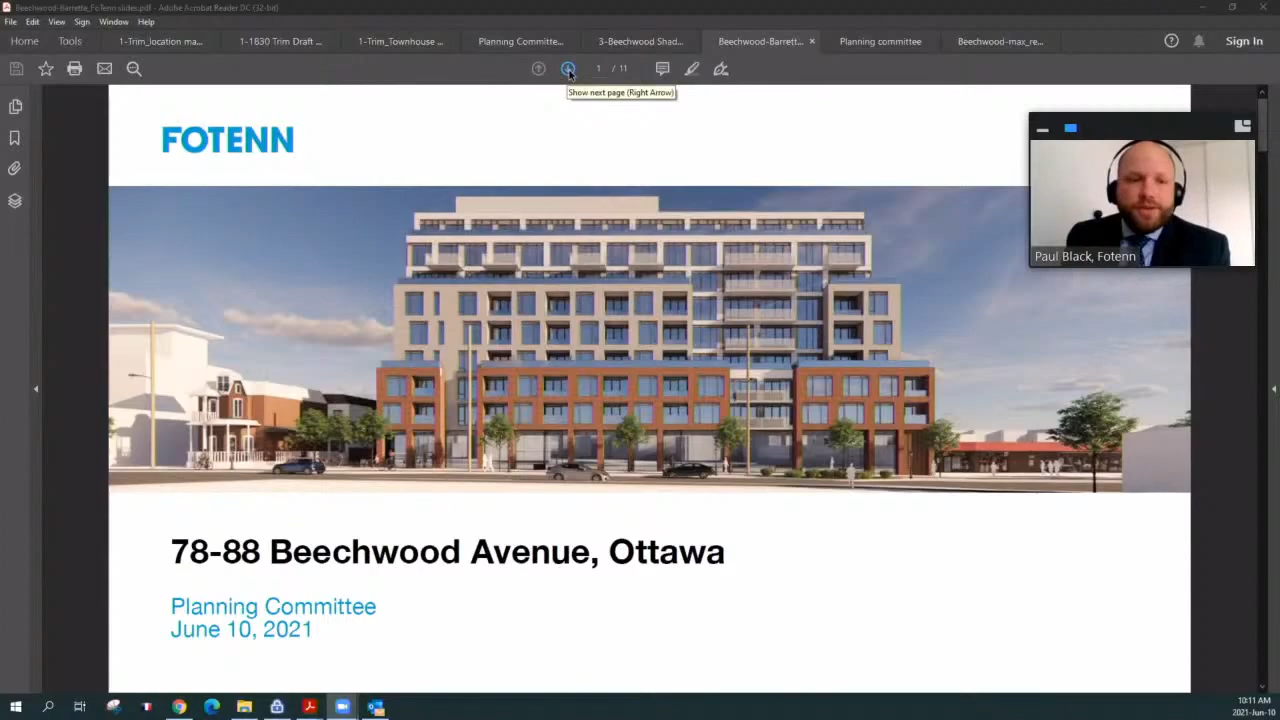 Beechwood-Barrette_FoTenn slides.pdf - Adobe Acrobat Reader DC (32-bit)
File Edit View Sign Window Help
Home Tools 1-Trim_location ma... 1-1830 Trim Draft ... 1-Trim_Townhouse ... Planning Committe... 3-Beechwood Shad... Beechwood-Barrett... × Planning committee Beechwood-max_re... Sign In
1 / 11
Show next page (Right Arrow)
FOTENN
Paul Black, Fotenn
78-88 Beechwood Avenue, Ottawa
Planning Committee
June 10, 2021
10:11 AM
2021-Jun-10